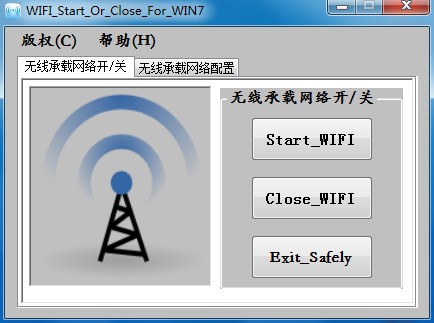 WIFI_Start_Or_Close_For_WIN7
版权(C) 帮助(H)
无线承载网络开/关 无线承载网络配置
无线承载网络开/关
Start_WIFI
Close_WIFI
Exit_Safely